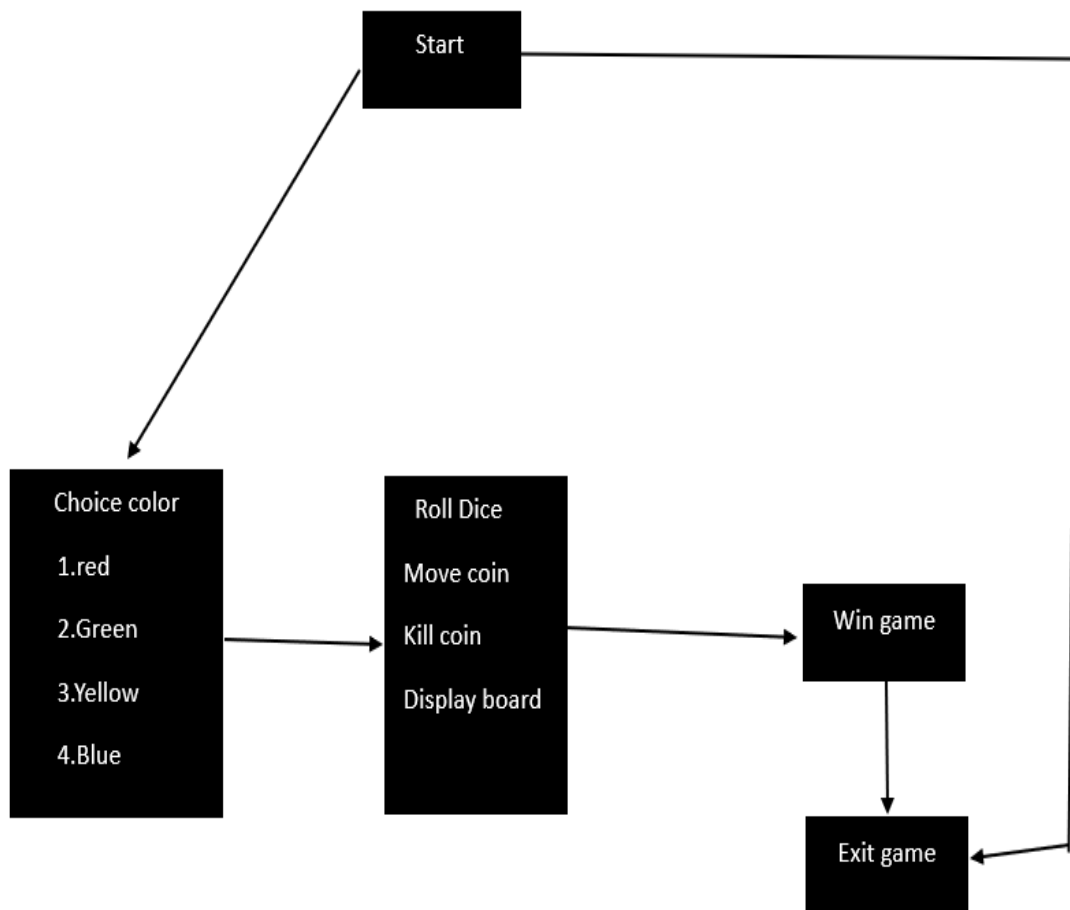 Start
Choice color
1.red
2.Green
3.Yellow
4.Blue
Roll Dice
Move coin
Kill coin
Display board
Win game
Exit game